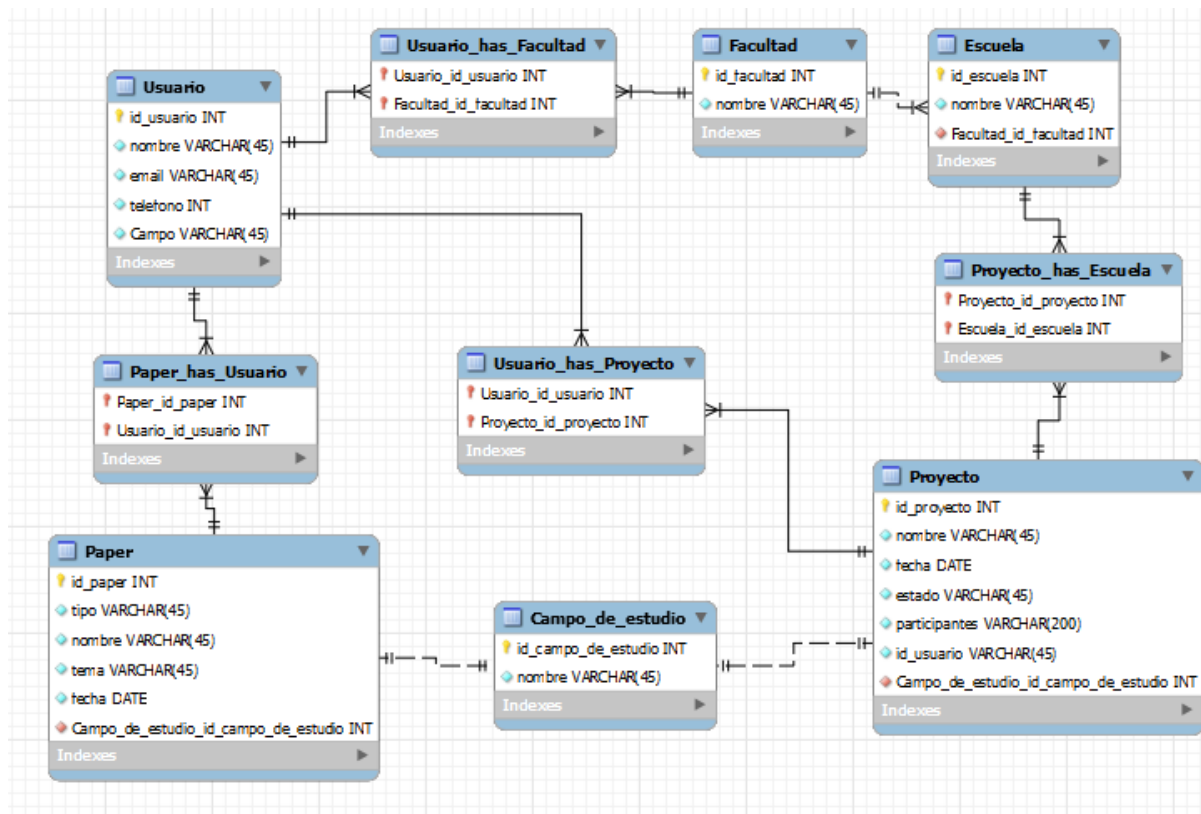 Usuario_has_Facultad
Usuario_id_usuario INT
Facultad_id_facultad INT
Indexes
Facultad
id_facultad INT
nombre VARCHAR(45)
Indexes
Escuela
id_escuela INT
nombre VARCHAR(45)
Facultad_id_facultad INT
Indexes
Usuario
id_usuario INT
nombre VARCHAR(45)
email VARCHAR(45)
telefono INT
Campo VARCHAR(45)
Indexes
Proyecto_has_Escuela
Proyecto_id_proyecto INT
Escuela_id_escuela INT
Indexes
Paper_has_Usuario
Paper_id_paper INT
Usuario_id_usuario INT
Indexes
Usuario_has_Proyecto
Usuario_id_usuario INT
Proyecto_id_proyecto INT
Indexes
Proyecto
id_proyecto INT
nombre VARCHAR(45)
fecha DATE
estado VARCHAR(45)
participantes VARCHAR(200)
id_usuario VARCHAR(45)
Campo_de_estudio_id_campo_de_estudio INT
Indexes
Paper
id_paper INT
tipo VARCHAR(45)
nombre VARCHAR(45)
tema VARCHAR(45)
fecha DATE
Campo_de_estudio_id_campo_de_estudio INT
Indexes
Campo_de_estudio
id_campo_de_estudio INT
nombre VARCHAR(45)
Indexes